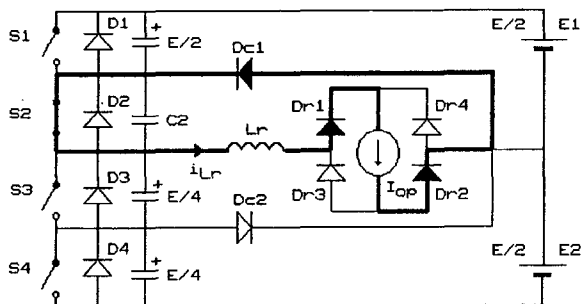 S1
D1
+
E/2
E/2
E1
Dc1
S2
D2
C2
Lr
Dr1
Dr4
iLr
S3
D3
+
E/4
Dr3
Iop
Dr2
Dc2
S4
D4
+
E/4
E/2
E2